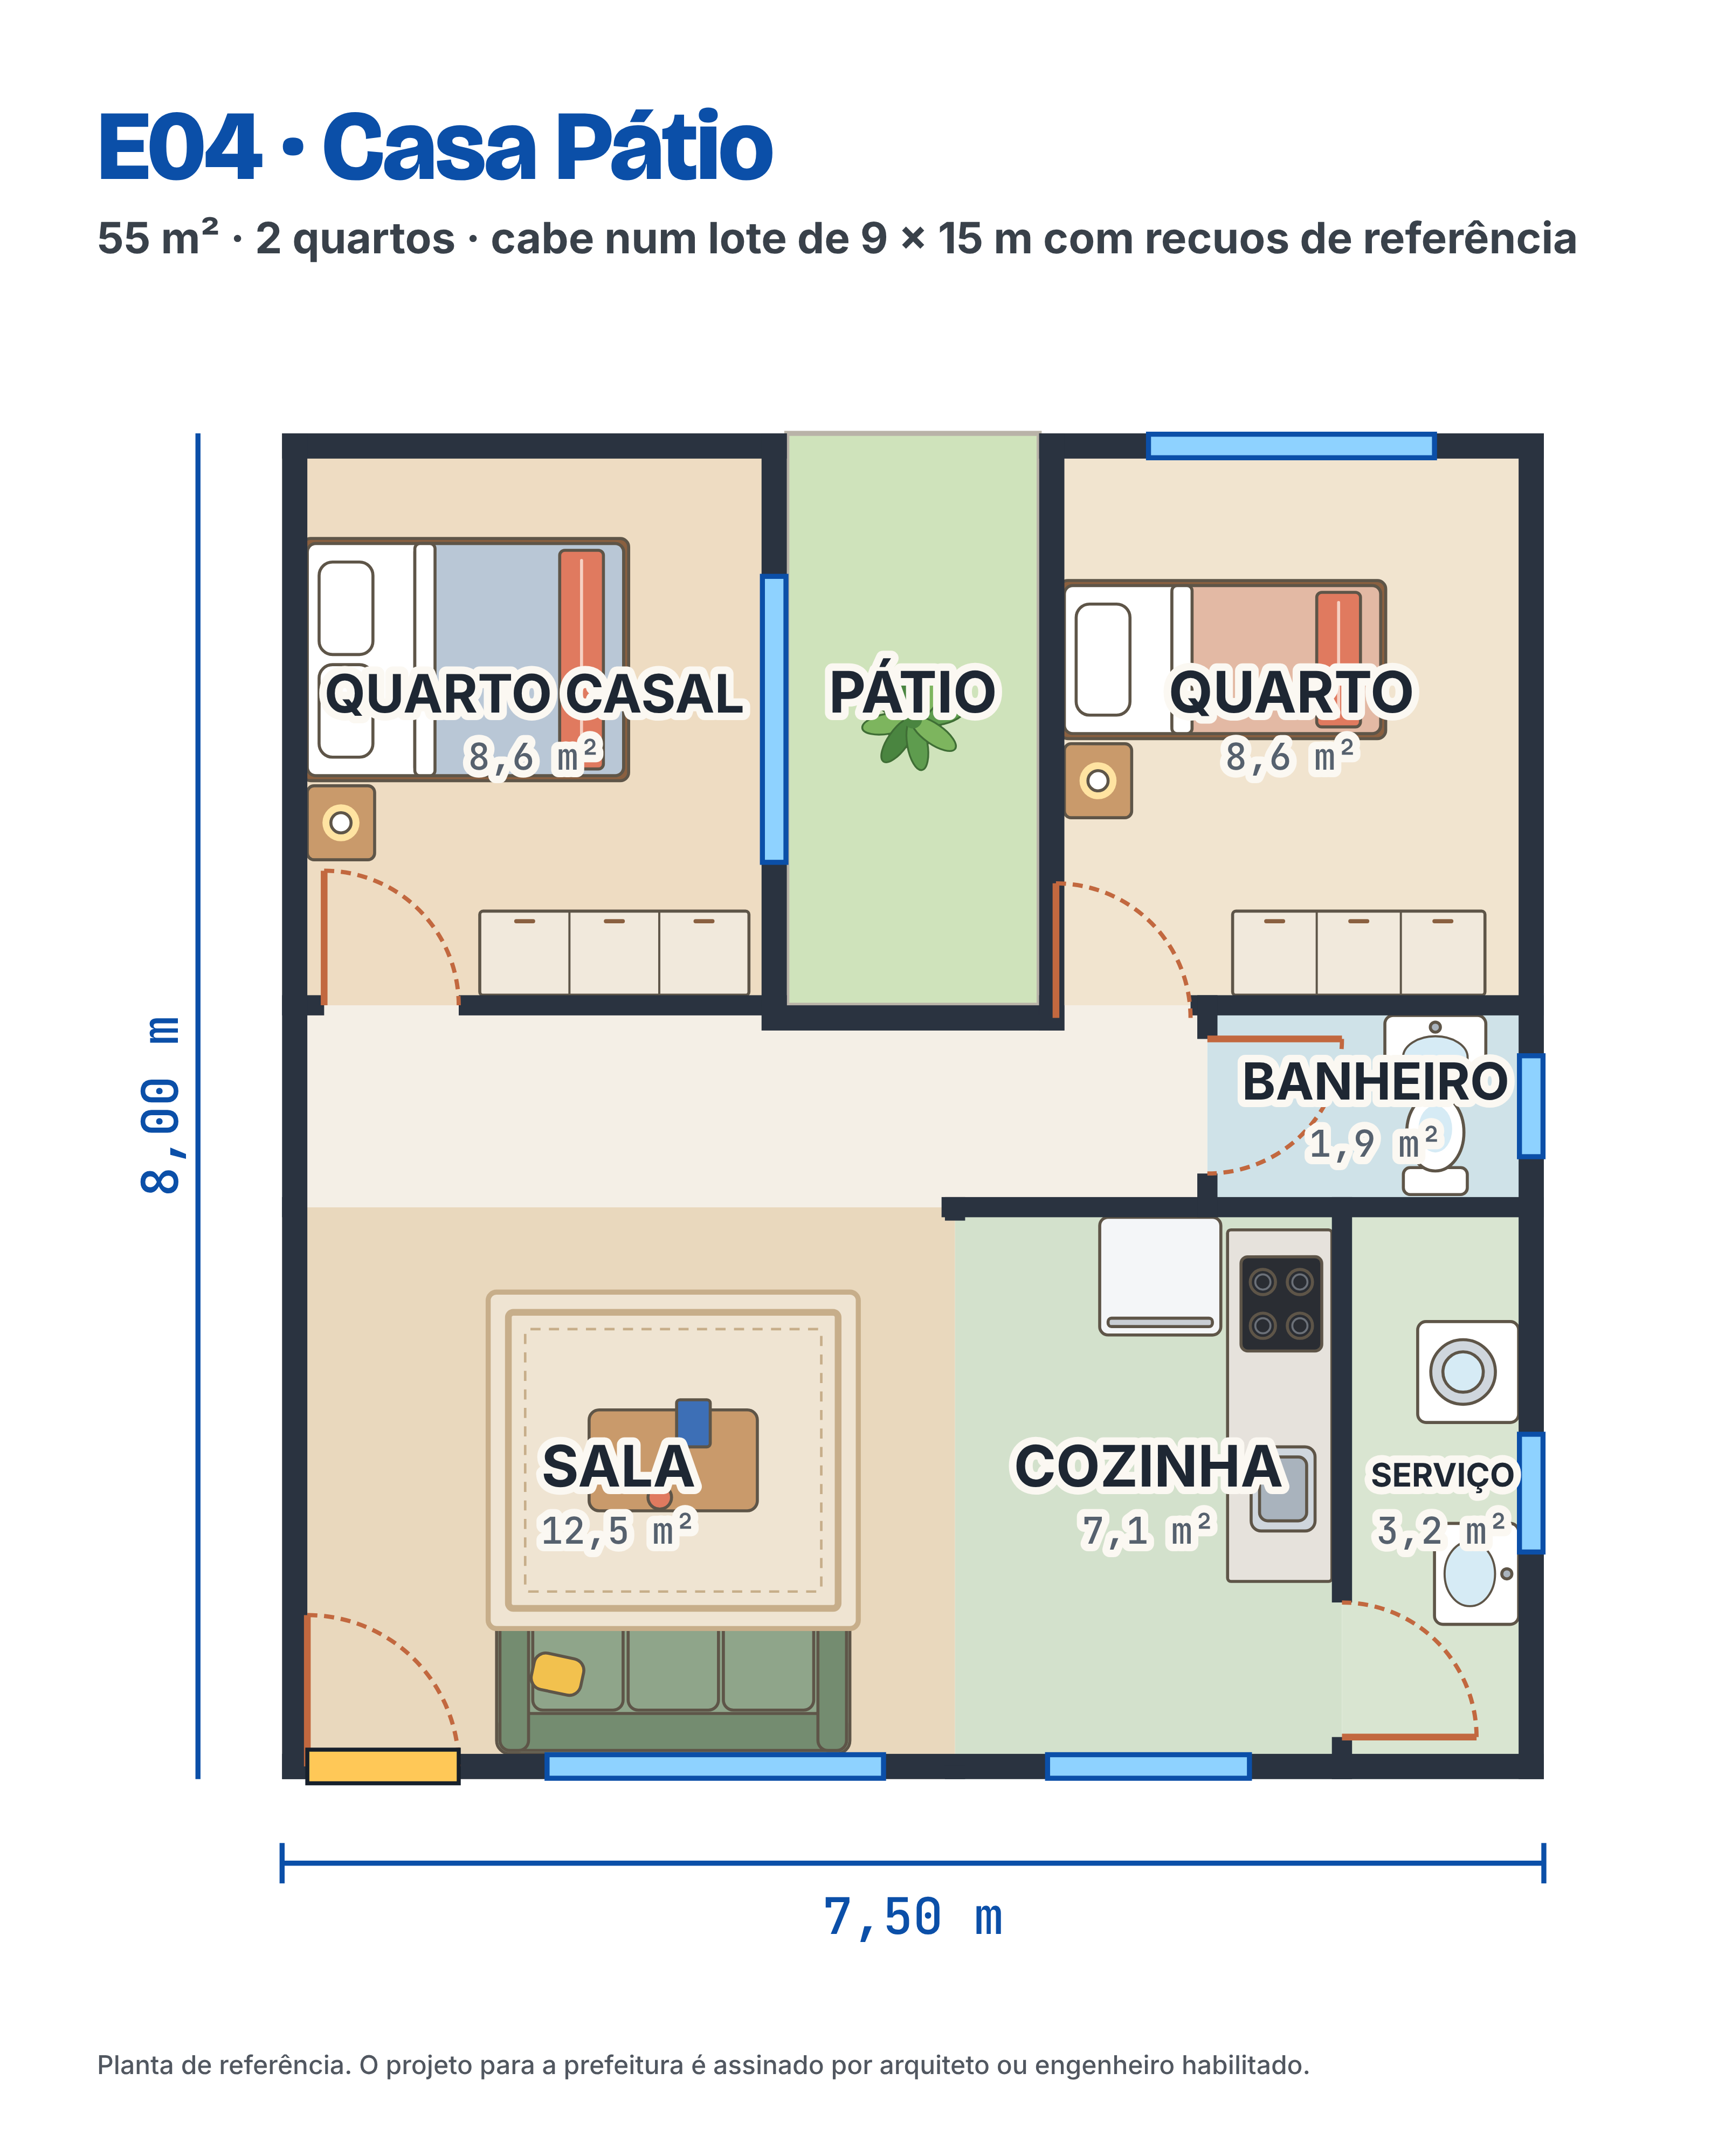 E04 · Casa Pátio
55 m² · 2 quartos · cabe num lote de 9 × 15 m com recuos de referência
QUARTO CASAL
8,6 m²
PÁTIO
QUARTO
8,6 m²
BANHEIRO
1,9 m²
8,00 m
SALA
12,5 m²
COZINHA
7,1 m²
SERVIÇO
3,2 m²
7,50 m
Planta de referência. O projeto para a prefeitura é assinado por arquiteto ou engenheiro habilitado.